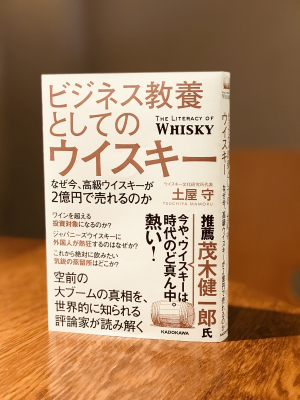 ビジネス教養
としての
THE LITERACY OF
WHISKY
ウイスキー
なぜ今、高級ウイスキーが
2億円で売れるのか
ウイスキー文化研究所代表
土屋 守
TSUCHIYA MAMORU
ワインを超える
投資対象になるのか?
ジャパニーズウイスキーに
外国人が熱狂するのはなぜか?
これから絶対に飲みたい
気鋭の蒸留所はどこか?
空前の
大ブームの真相を、
世界的に知られる
評論家が読み解く
推薦 茂木健一郎氏
今や、ウイスキーは
時代のど真ん中。
熱い!
KADOKAWA